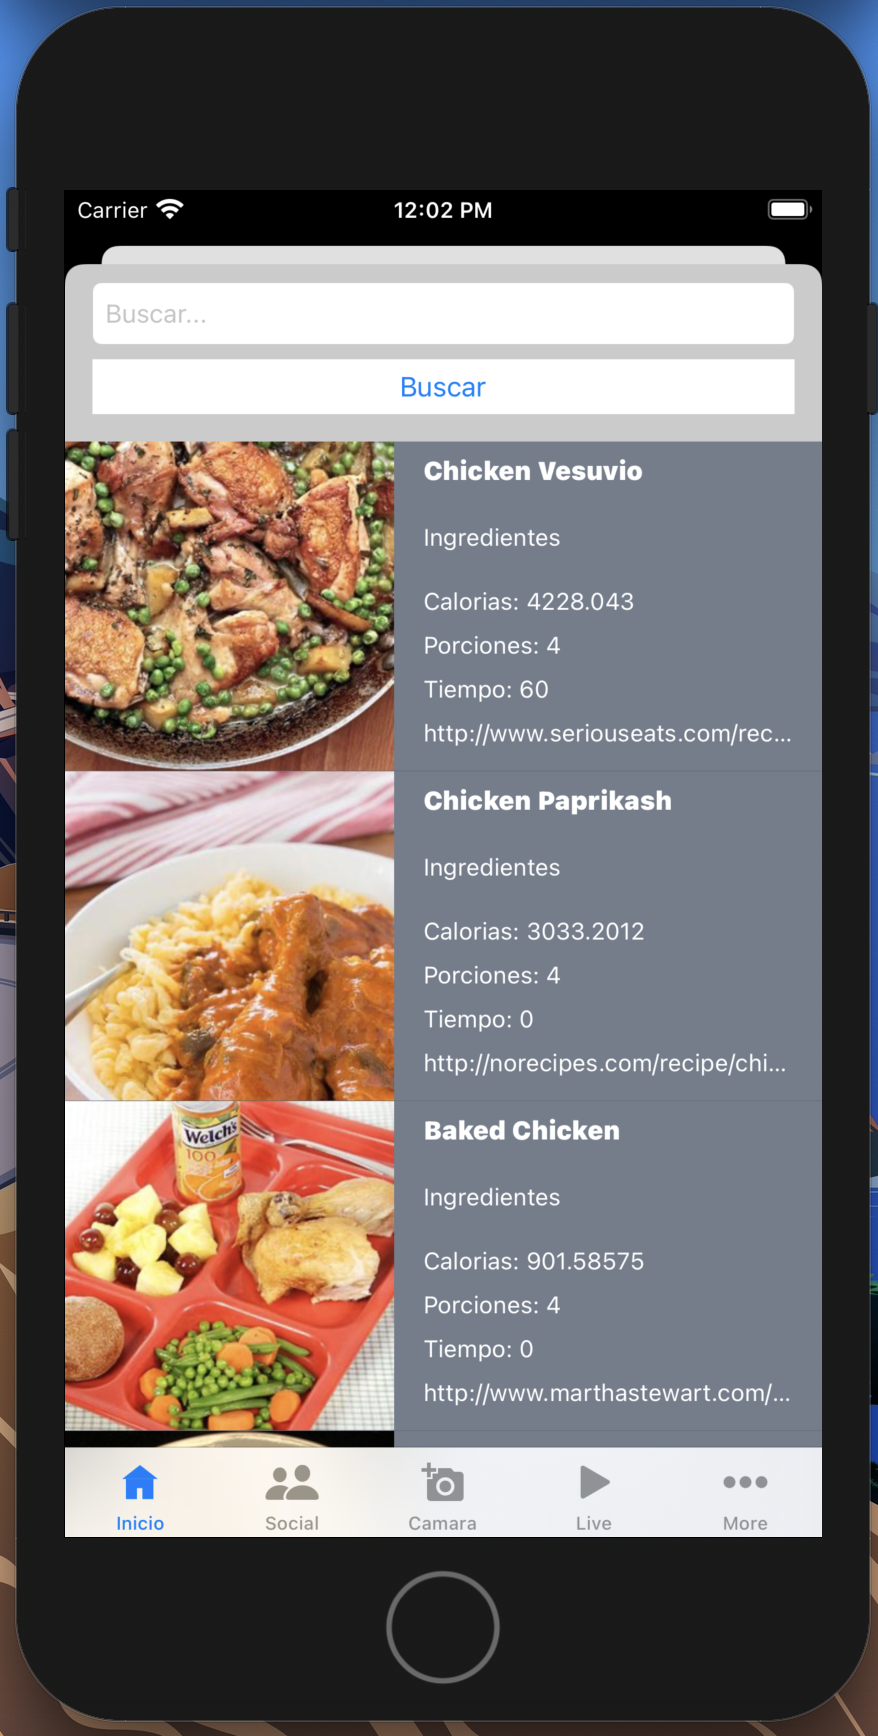 Carrier
12:02 PM
Buscar...
Buscar
Chicken Vesuvio
Ingredientes
Calorias: 4228.043
Porciones: 4
Tiempo: 60
http://www.seriouseats.com/rec...
Chicken Paprikash
Ingredientes
Calorias: 3033.2012
Porciones: 4
Tiempo: 0
http://norecipes.com/recipe/chi...
Welch's
100
Baked Chicken
Ingredientes
Calorias: 901.58575
Porciones: 4
Tiempo: 0
http://www.marthastewart.com/...
Inicio
Social
Camara
Live
More